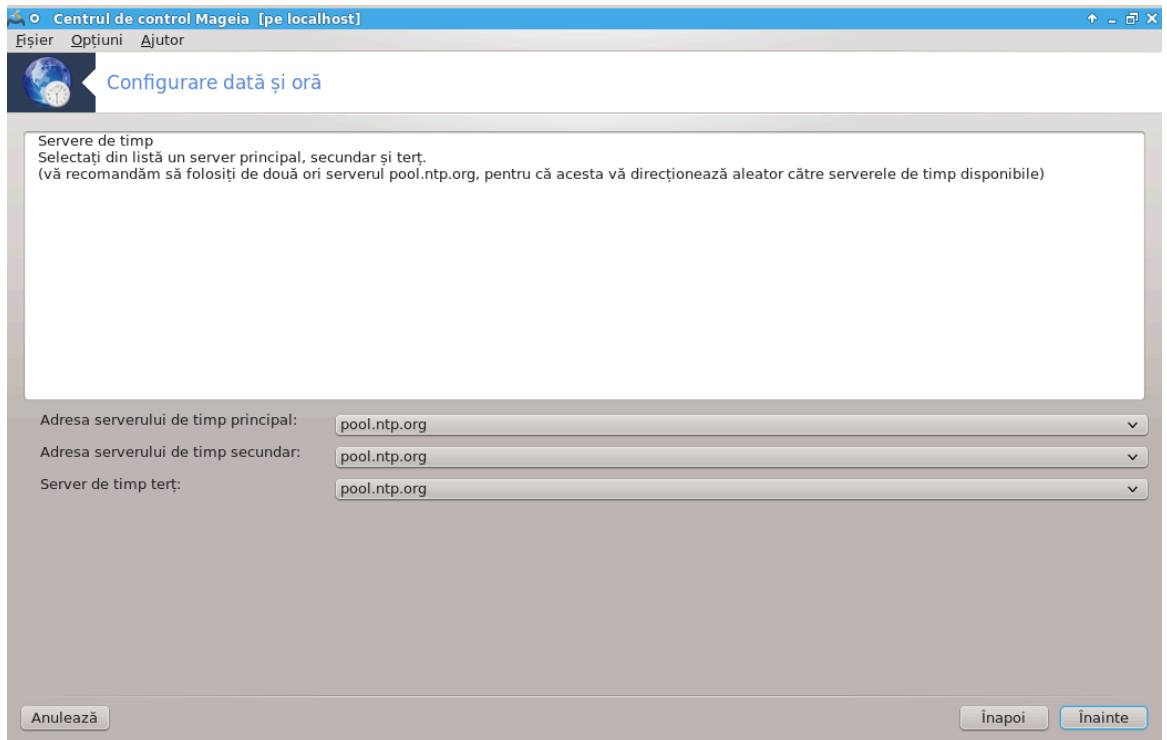 Centrul de control Mageia [pe localhost]
Fișier Opțiuni Ajutor
Configurare dată și oră
Servere de timp
Selectați din listă un server principal, secundar și terț.
(vă recomandăm să folosiți de două ori serverul pool.ntp.org, pentru că acesta vă direcționează aleator către serverele de timp disponibile)
Adresa serverului de timp principal: pool.ntp.org
Adresa serverului de timp secundar: pool.ntp.org
Server de timp terț: pool.ntp.org
Anulează Înapoi Înainte